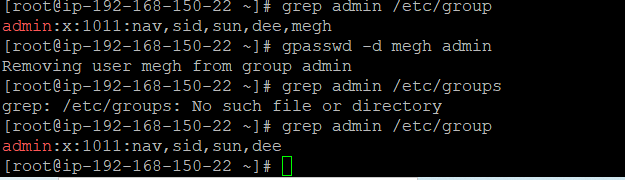 [root@ip-192-168-150-22 ~]# grep admin /etc/group
admin:x:1011:nav,sid,sun,dee,megh
[root@ip-192-168-150-22 ~]# gpasswd -d megh admin
Removing user megh from group admin
[root@ip-192-168-150-22 ~]# grep admin /etc/groups
grep: /etc/groups: No such file or directory
[root@ip-192-168-150-22 ~]# grep admin /etc/group
admin:x:1011:nav,sid,sun,dee
[root@ip-192-168-150-22 ~]#